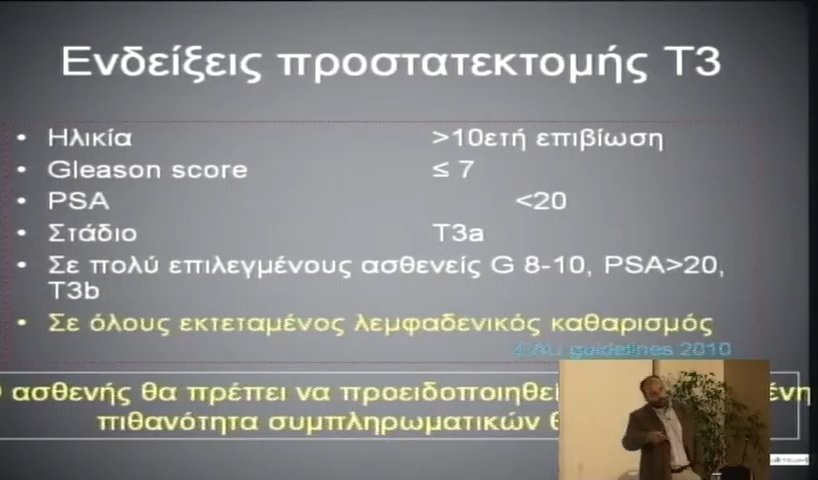 Ενδείξεις προστατεκτομής Τ3
• Ηλικία >10ετή επιβίωση
• Gleason score ≤ 7
• PSA <20
• Στάδιο T3a
• Σε πολύ επιλεγμένους ασθενείς G 8-10, PSA>20,
T3b
• Σε όλους εκτεταμένος λεμφαδενικός καθαρισμός
guidelines 2010
ασθενής θα πρέπει να προειδοποιηθεί
πιθανότητα συμπληρωματικών